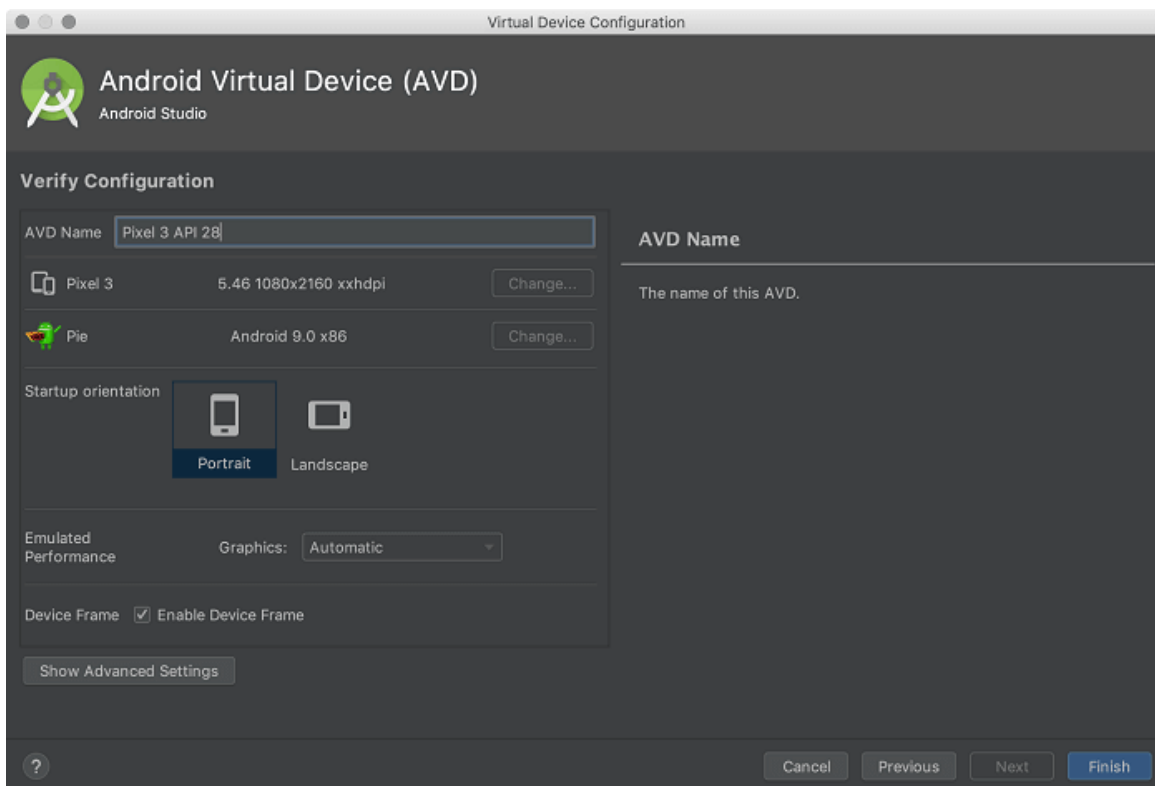 Virtual Device Configuration
Android Virtual Device (AVD)
Android Studio
Verify Configuration
AVD Name Pixel 3 API 28
Pixel 3 5.46 1080x2160 xxhdpi Change...
Pie Android 9.0 x86 Change...
Startup orientation
Portrait Landscape
Emulated
Performance Graphics: Automatic
Device Frame Enable Device Frame
Show Advanced Settings
AVD Name
The name of this AVD.
? Cancel Previous Next Finish